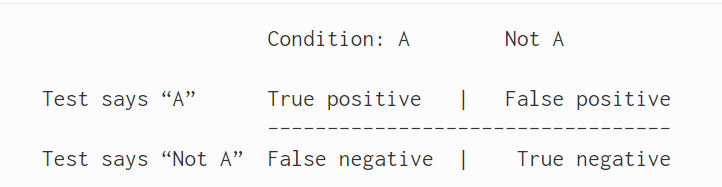 Condition: A Not A
Test says “A” True positive | False positive
----------------------------------
Test says “Not A” False negative | True negative